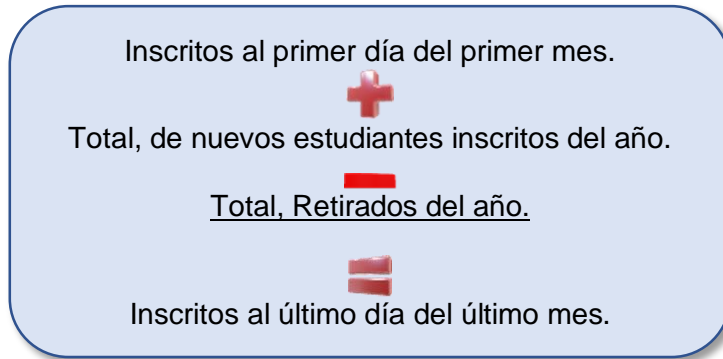 Inscritos al primer día del primer mes.
+
Total, de nuevos estudiantes inscritos del año.
-
Total, Retirados del año.
=
Inscritos al último día del último mes.